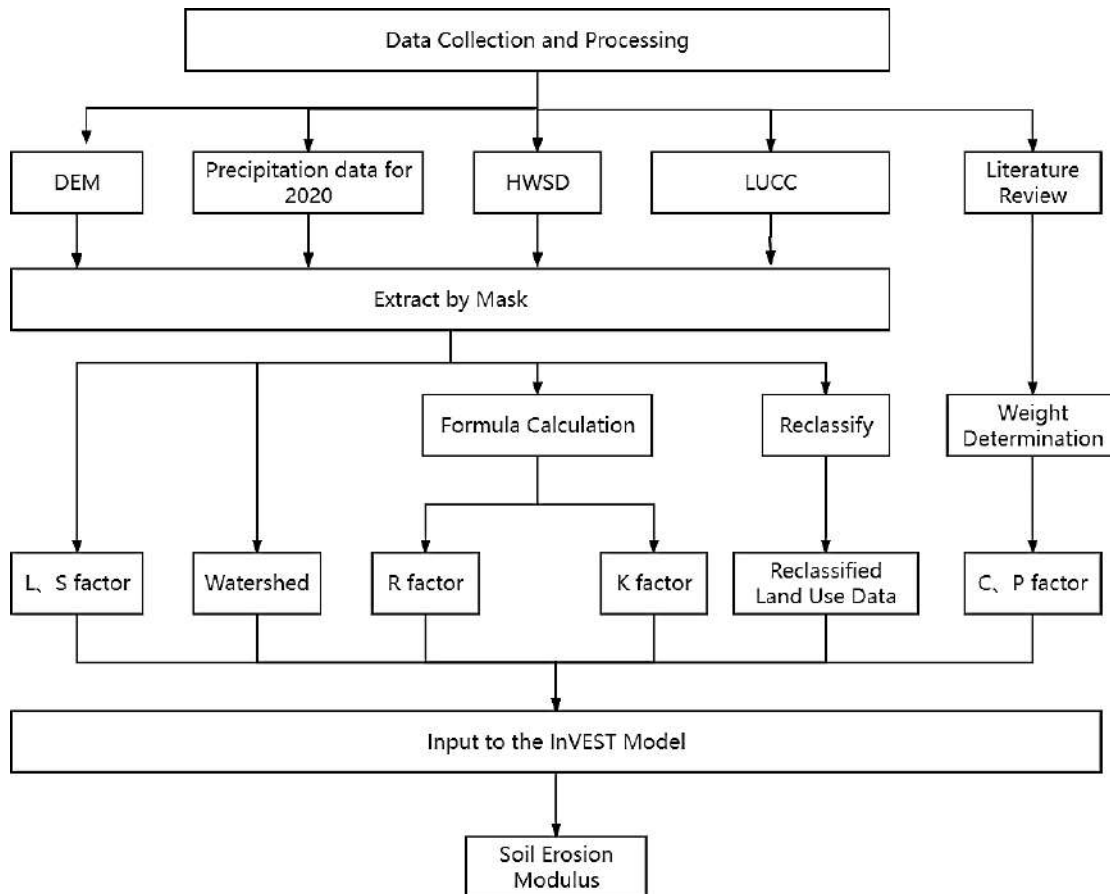 Data Collection and Processing
DEM
Precipitation data for
2020
HWSD
LUCC
Literature
Review
Extract by Mask
Formula Calculation
Reclassify
Weight
Determination
L、S factor
Watershed
R factor
K factor
Reclassified
Land Use Data
C、P factor
Input to the InVEST Model
Soil Erosion
Modulus